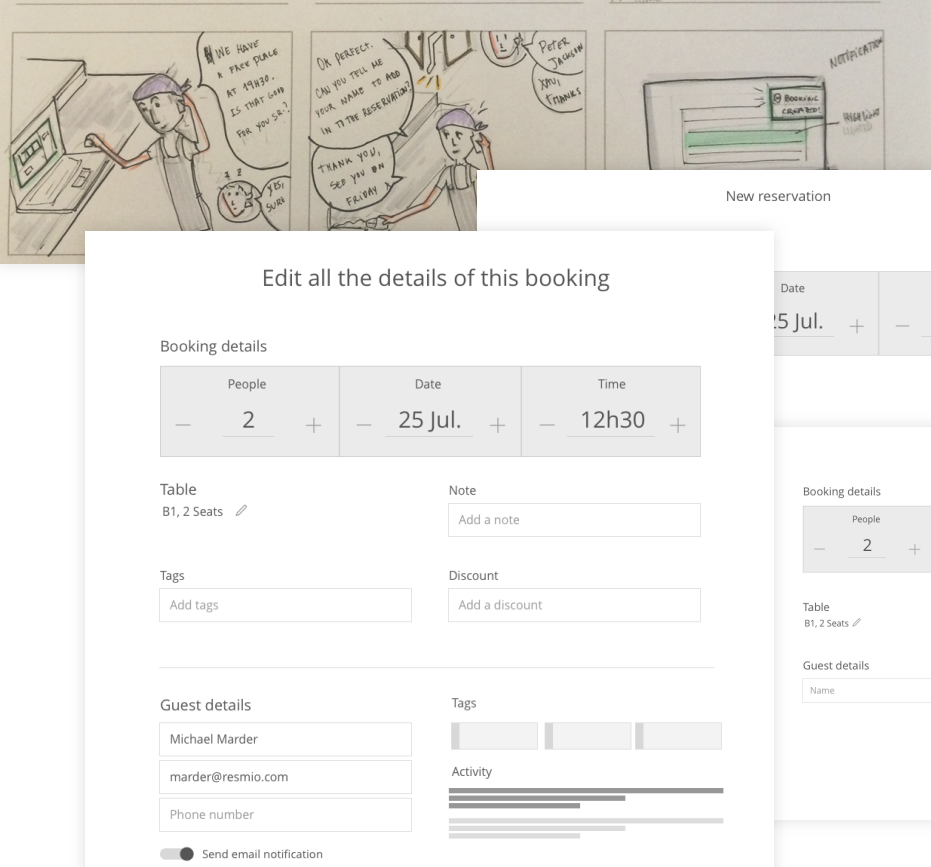 WE HAVE
A FREE PLACE
AT 19H30.
IS THAT GOOD
FOR YOU SR.?
YES,
SURE
OK PERFECT.
CAN YOU TELL ME
YOUR NAME TO ADD
IN TO THE RESERVATION?
THANK YOU,
SEE YOU ON
FRIDAY
PETER
JACKSON
THANKS
NOTIFICATION
BOOKING
CREATED!
New reservation
Date
25 Jul.
Edit all the details of this booking
Booking details
People
Date
Time
− 2 +
− 25 Jul. +
− 12h30 +
Table
B1, 2 Seats
Note
Add a note
Tags
Add tags
Discount
Add a discount
Guest details
Michael Marder
marder@resmio.com
Phone number
Send email notification
Tags
Activity
Booking details
People
− 2 +
Table
B1, 2 Seats
Guest details
Name